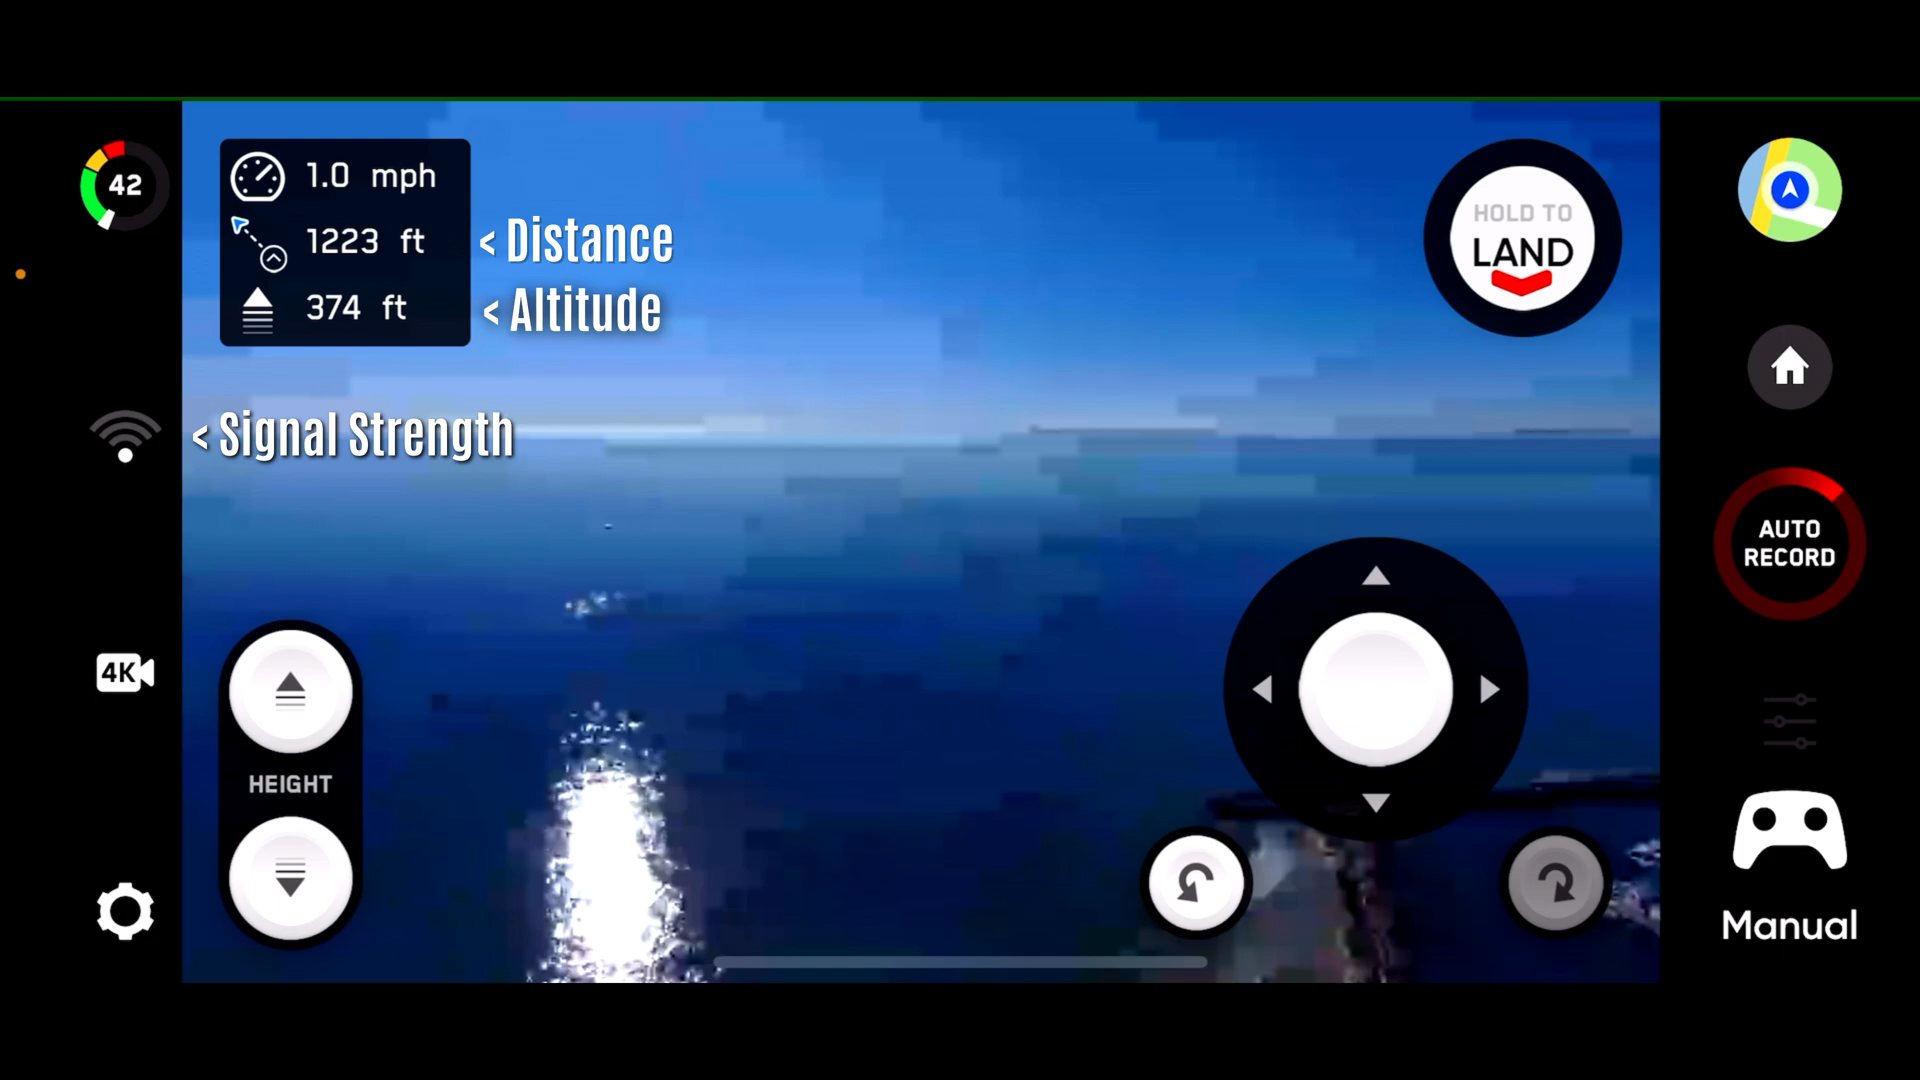 42
1.0 mph
1223 ft
< Distance
374 ft
< Altitude
HOLD TO
LAND
< Signal Strength
AUTO
RECORD
4K
HEIGHT
Manual